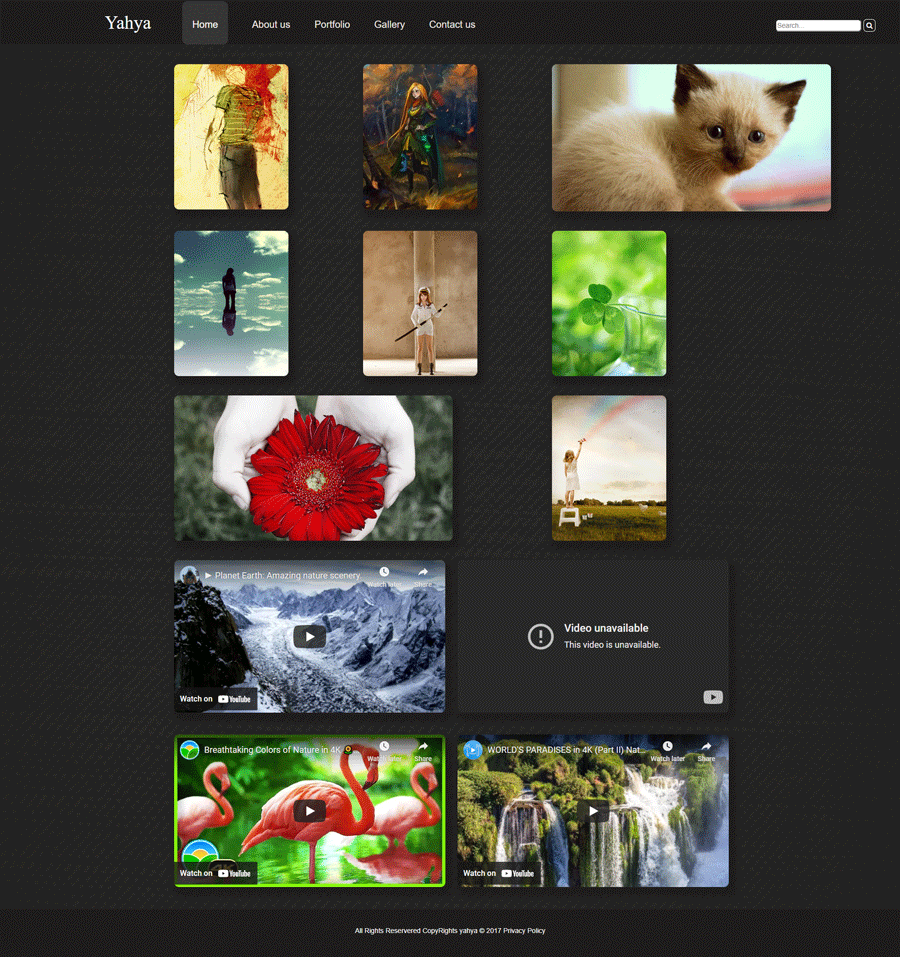 Yahya
Home
About us
Portfolio
Gallery
Contact us
Search...
► Planet Earth: Amazing nature scenery.
Watch later
Share
Watch on YouTube
Video unavailable
This video is unavailable.
Breathtaking Colors of Nature in 4K
Watch later
Share
Watch on YouTube
WORLD'S PARADISES in 4K (Part II) Nat...
Watch later
Share
Watch on YouTube
All Rights Reservered CopyRights yahya © 2017 Privacy Policy